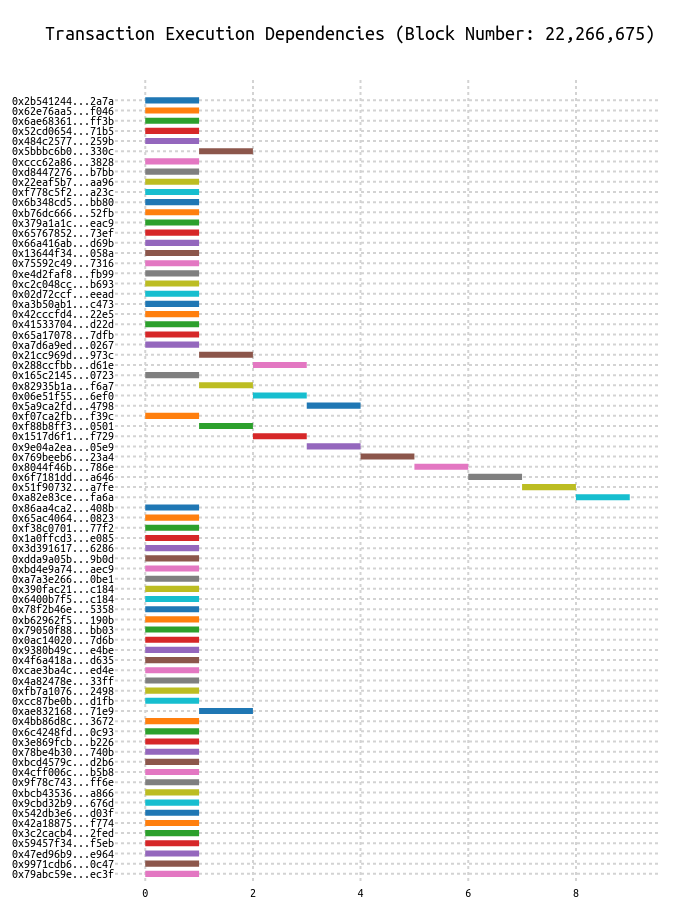 Transaction Execution Dependencies (Block Number: 22,266,675)
0x2b541244...2a7a
0x62e76aa5...f046
0x6ae68361...ff3b
0x52cd0654...71b5
0x484c2577...259b
0x5bbbc6b0...330c
0xccc62a86...3828
0xd8447276...b7bb
0x22eaf5b7...aa96
0xf778c5f2...a23c
0x6b348cd5...bb80
0xb76dc666...52fb
0x379a1a1c...eac9
0x65767852...73ef
0x66a416ab...d69b
0x13644f34...058a
0x75592c49...7316
0xe4d2faf8...fb99
0xc2c048cc...b693
0x02d72ccf...eead
0xa3b50ab1...c473
0x42cccfd4...22e5
0x41533704...d22d
0x65a17078...7dfb
0xa7d6a9ed...0267
0x21cc969d...973c
0x288ccfbb...d61e
0x165c2145...0723
0x82935b1a...f6a7
0x06e51f55...6ef0
0x5a9ca2fd...4798
0xf07ca2fb...f39c
0xf88b8ff3...0501
0x1517d6f1...f729
0x9e04a2ea...05e9
0x769beeb6...23a4
0x8044f46b...786e
0x6f7181dd...a646
0x51f90732...a7fe
0xa82e83ce...fa6a
0x86aa4ca2...408b
0x65ac4064...0823
0xf38c0701...77f2
0x1a0ffcd3...e085
0x3d391617...6286
0xdda9a05b...9b0d
0xbd4e9a74...aec9
0xa7a3e266...0be1
0x390fac21...c184
0x6400b7f5...c184
0x78f2b46e...5358
0xb62962f5...190b
0x79050f88...bb03
0x0ac14020...7d6b
0x9380b49c...e4be
0x4f6a418a...d635
0xcae3ba4c...ed4e
0x4a82478e...33ff
0xfb7a1076...2498
0xcc87be0b...d1fb
0xae832168...71e9
0x4bb86d8c...3672
0x6c4248fd...0c93
0x3e869fcb...b226
0x78be4b30...740b
0xbcd4579c...d2b6
0x4cff006c...b5b8
0x9f78c743...ff6e
0xbcb43536...a866
0x9cbd32b9...676d
0x542db3e6...d03f
0x42a18875...f774
0x3c2cacb4...2fed
0x59457f34...f5eb
0x47ed96b9...e964
0x9971cdb6...0c47
0x79abc59e...ec3f
0 2 4 6 8